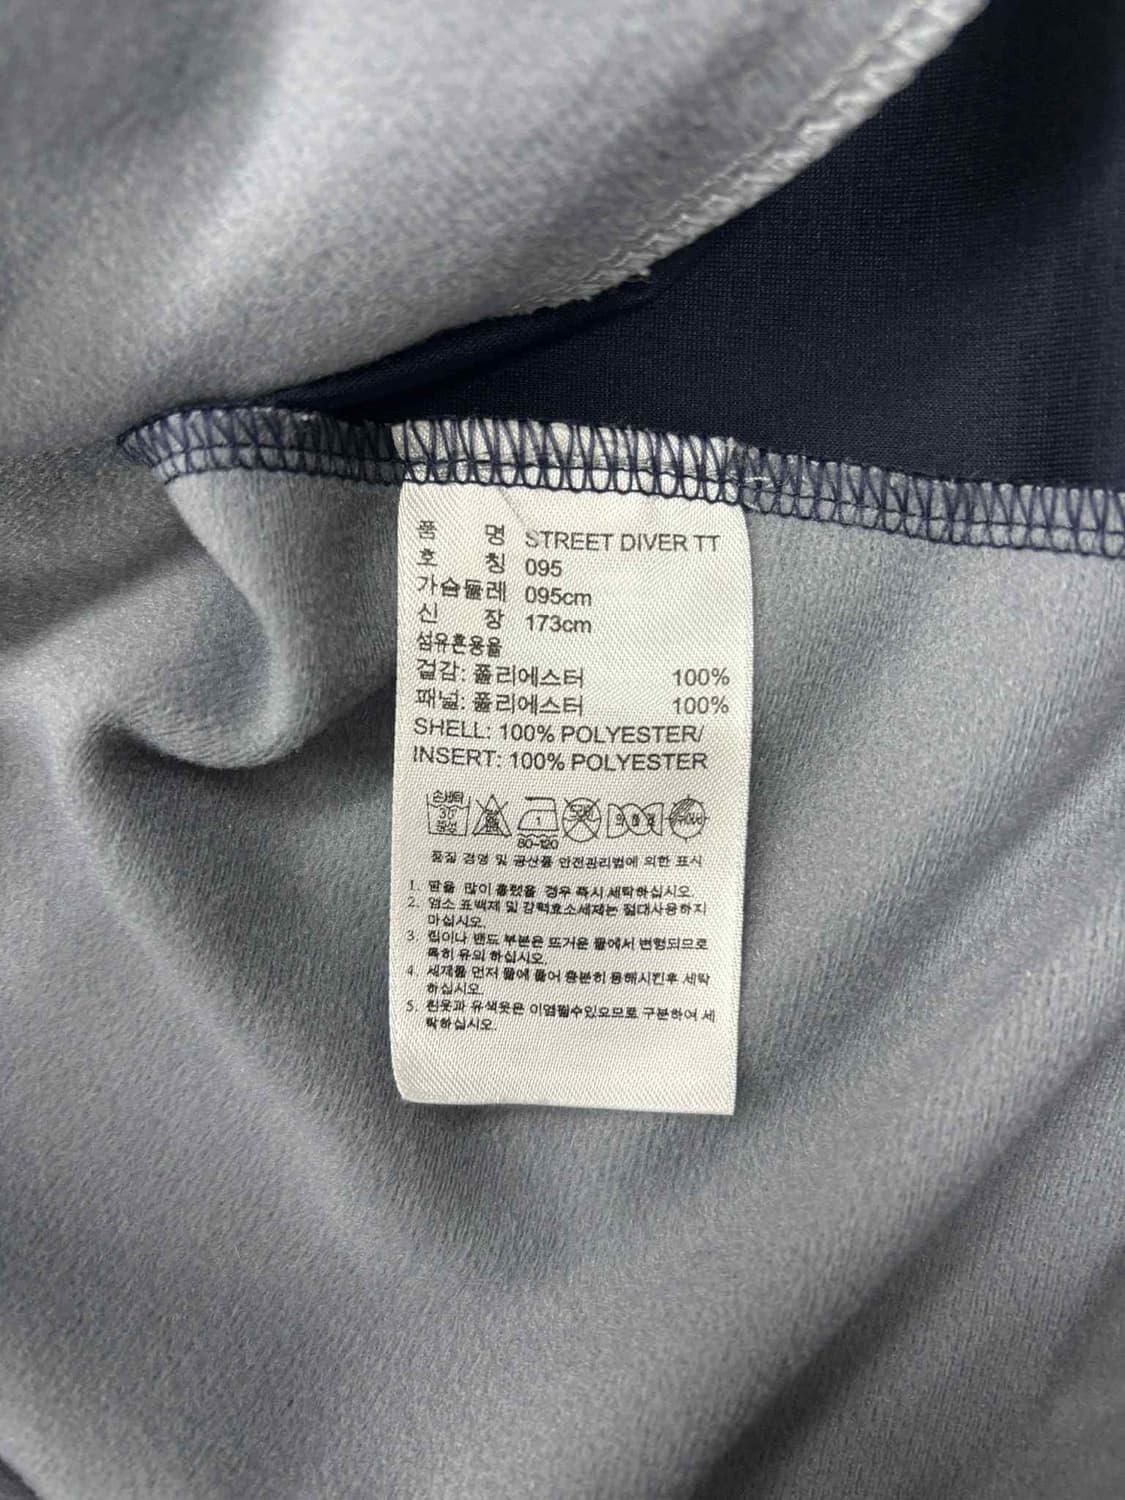 품 명 STREET DIVER TT
호 칭 095
가슴둘레 095cm
신 장 173cm
섬유혼용율
겉감: 폴리에스터 100%
패널: 폴리에스터 100%
SHELL: 100% POLYESTER/
INSERT: 100% POLYESTER
손세탁
30
중성
1
80-120
품질 경영 및 공산품 안전관리법에 의한 표시
1. 땀을 많이 흘렸을 경우 즉시 세탁하십시오.
2. 염소 표백제 및 강력효소세제는 절대사용하지
마십시오.
3. 립이나 밴드 부분은 뜨거운 물에서 변형되므로
특히 유의 하십시오.
4. 세제를 먼저 물에 풀어 충분히 용해시킨후 세탁
하십시오.
5. 흰옷과 유색옷은 이염될수있으므로 구분하여 세
탁하십시오.